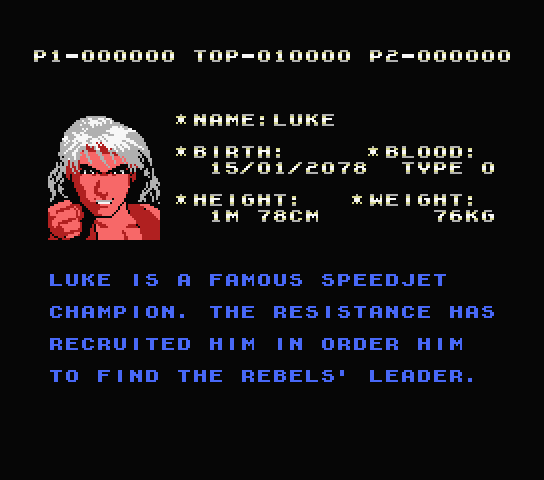 P1-000000 TOP-010000 P2-000000
*NAME:LUKE
*BIRTH: *BLOOD:
15/01/2078 TYPE O
*HEIGHT: *WEIGHT:
1M 78CM 76KG
LUKE IS A FAMOUS SPEEDJET
CHAMPION. THE RESISTANCE HAS
RECRUITED HIM IN ORDER HIM
TO FIND THE REBELS' LEADER.